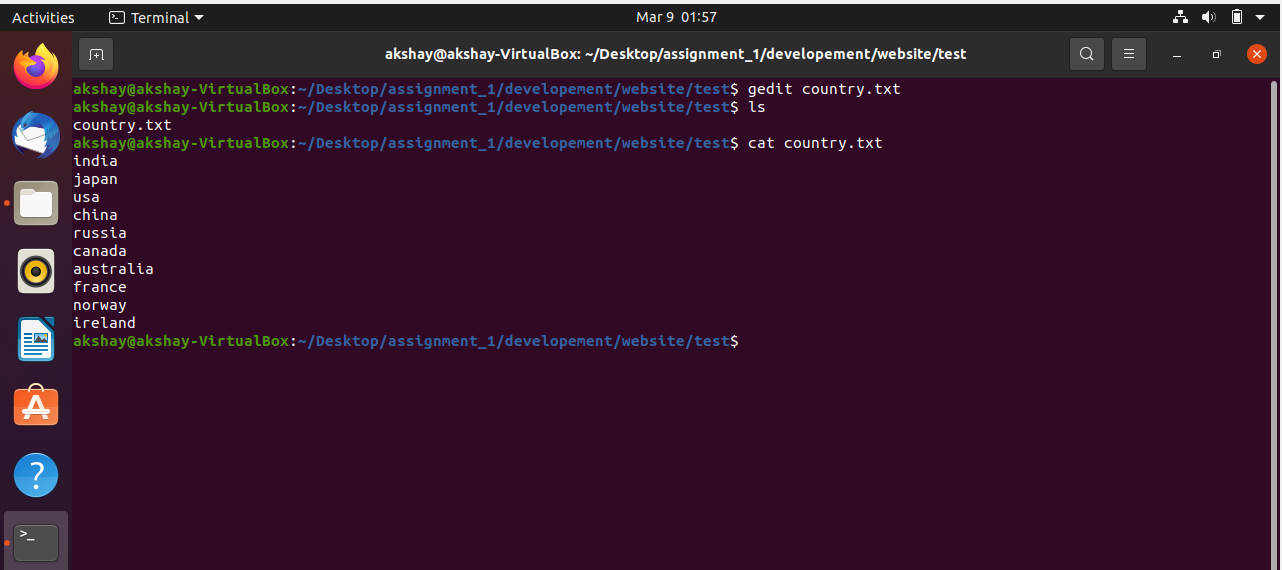 Activities Terminal Mar 9 01:57
akshay@akshay-VirtualBox: ~/Desktop/assignment_1/developement/website/test
akshay@akshay-VirtualBox:~/Desktop/assignment_1/developement/website/test$ gedit country.txt
akshay@akshay-VirtualBox:~/Desktop/assignment_1/developement/website/test$ ls
country.txt
akshay@akshay-VirtualBox:~/Desktop/assignment_1/developement/website/test$ cat country.txt
india
japan
usa
china
russia
canada
australia
france
norway
ireland
akshay@akshay-VirtualBox:~/Desktop/assignment_1/developement/website/test$